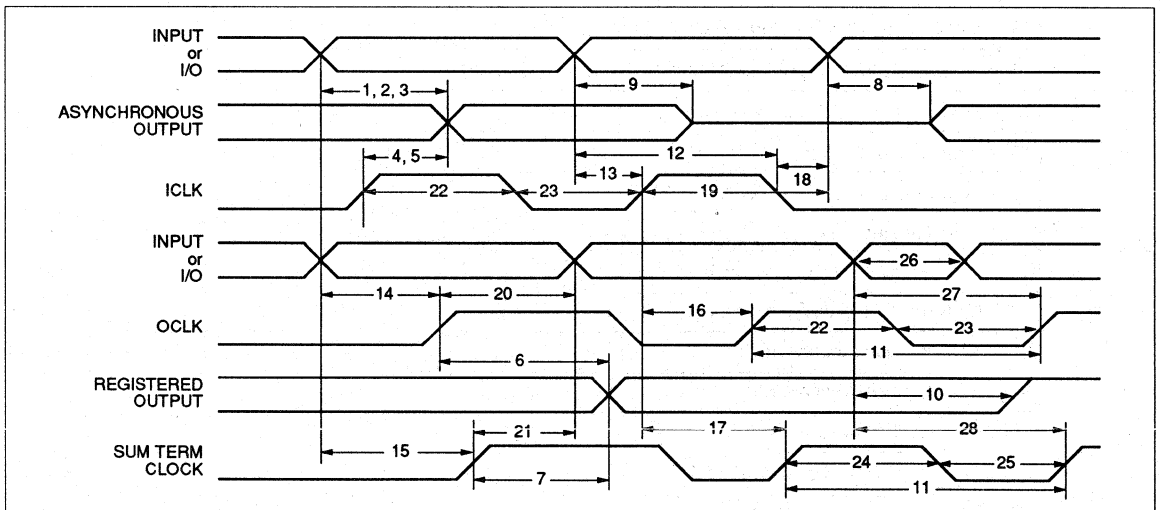 INPUT
or
I/O
1, 2, 3
9
8
ASYNCHRONOUS
OUTPUT
4, 5
12
13
18
ICLK
22
23
19
INPUT
or
I/O
26
14
20
27
16
OCLK
22
23
6
11
REGISTERED
OUTPUT
10
21
17
28
SUM TERM
CLOCK
15
24
25
7
11